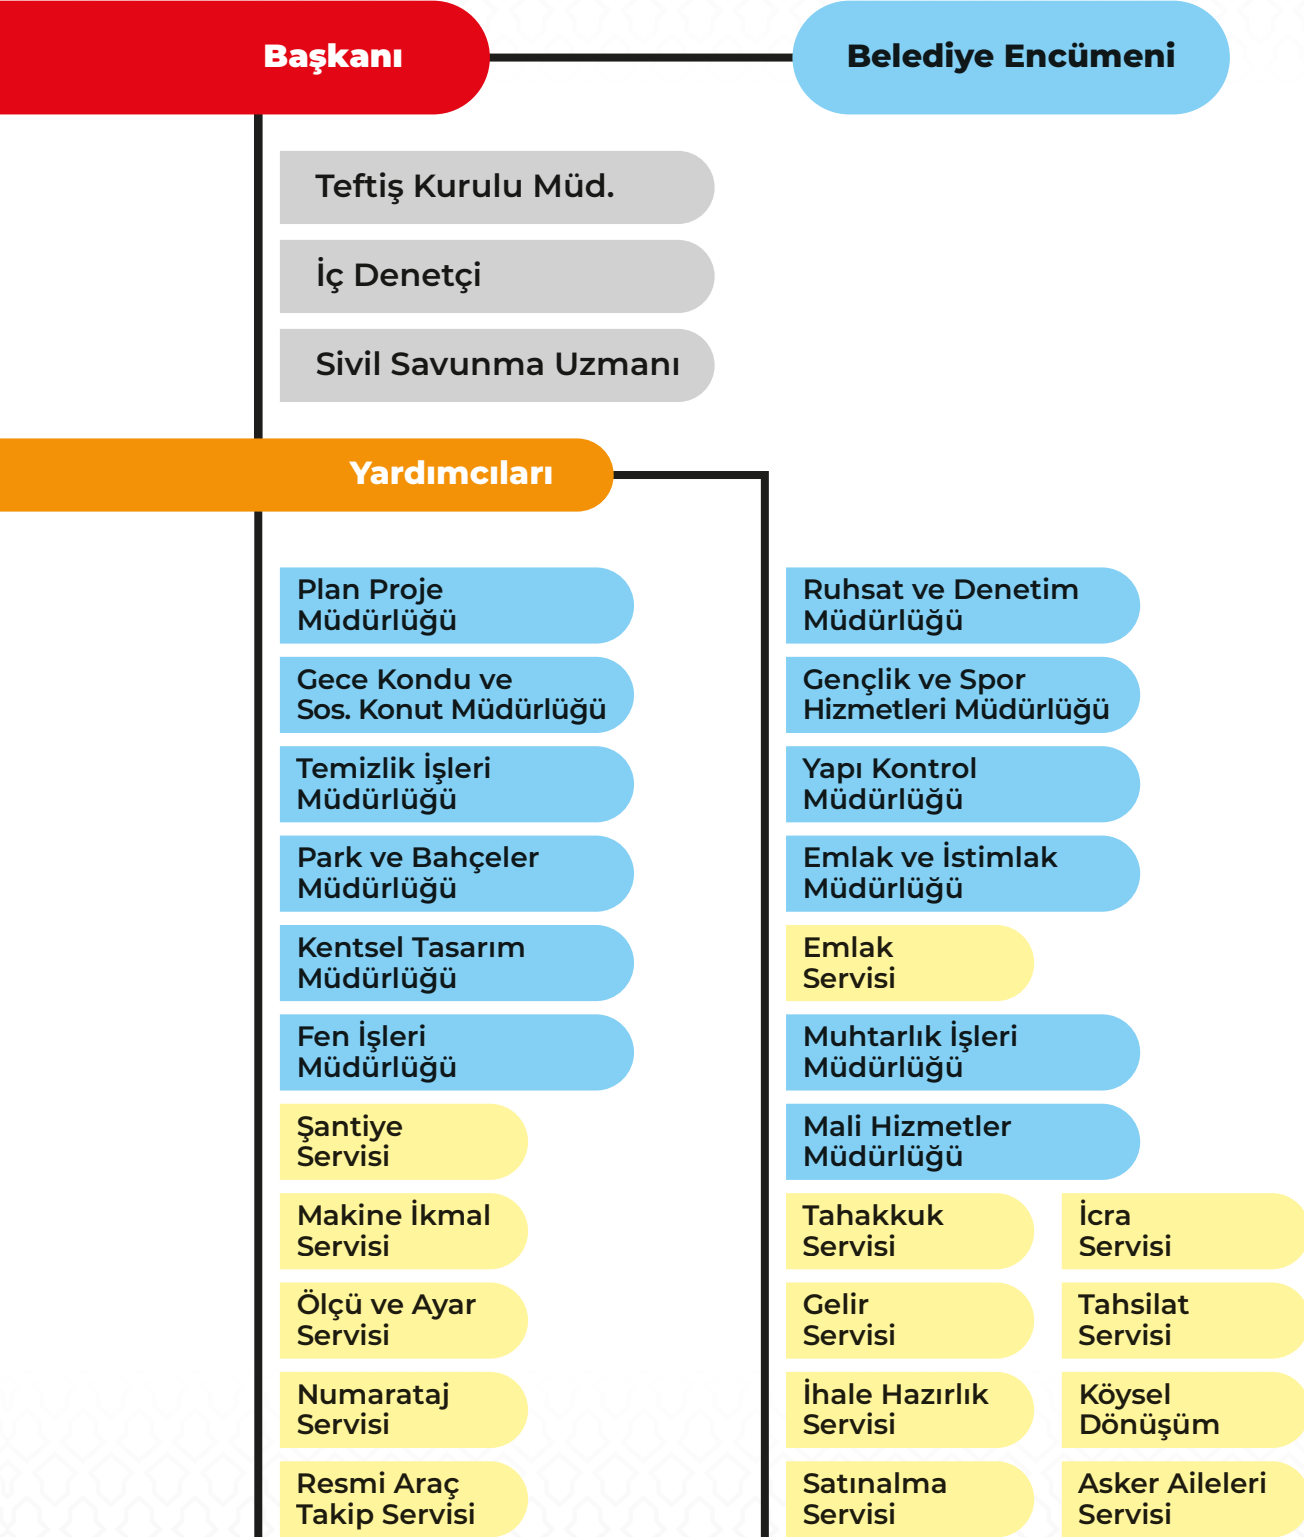 Başkanı
Belediye Encümeni
Teftiş Kurulu Müd.
İç Denetçi
Sivil Savunma Uzmanı
Yardımcıları
Plan Proje
Müdürlüğü
Gece Kondu ve
Sos. Konut Müdürlüğü
Temizlik İşleri
Müdürlüğü
Park ve Bahçeler
Müdürlüğü
Kentsel Tasarım
Müdürlüğü
Fen İşleri
Müdürlüğü
Şantiye
Servisi
Makine İkmal
Servisi
Ölçü ve Ayar
Servisi
Numarataj
Servisi
Resmi Araç
Takip Servisi
Ruhsat ve Denetim
Müdürlüğü
Gençlik ve Spor
Hizmetleri Müdürlüğü
Yapı Kontrol
Müdürlüğü
Emlak ve İstimlak
Müdürlüğü
Emlak
Servisi
Muhtarlık İşleri
Müdürlüğü
Mali Hizmetler
Müdürlüğü
Tahakkuk
Servisi
Gelir
Servisi
İhale Hazırlık
Servisi
Satınalma
Servisi
İcra
Servisi
Tahsilat
Servisi
Köysel
Dönüşüm
Asker Aileleri
Servisi